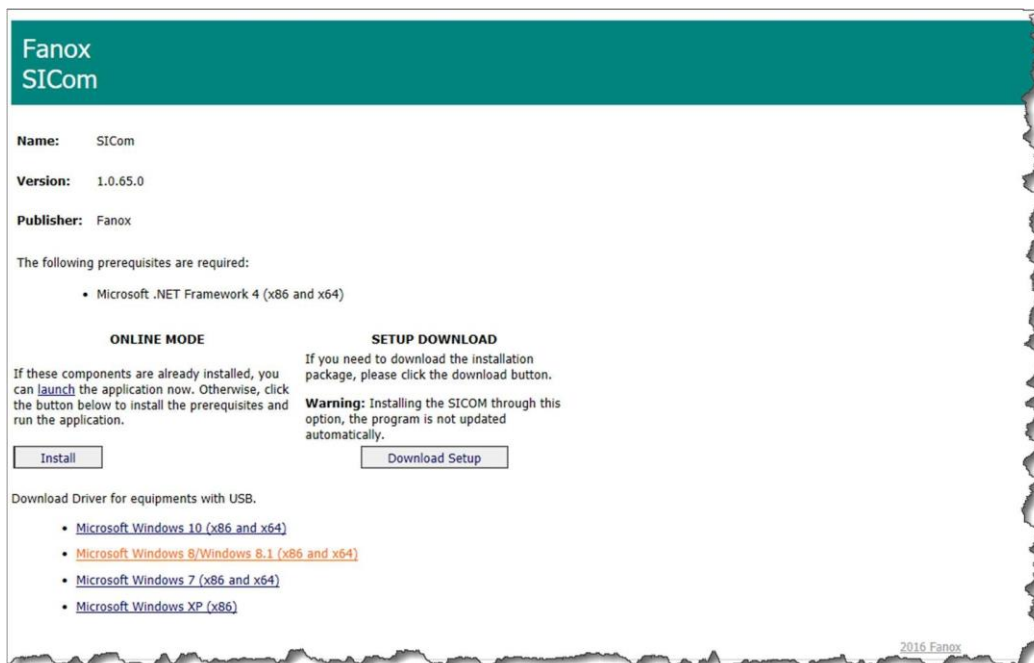 Fanox
SICom
Name: SICom
Version: 1.0.65.0
Publisher: Fanox
The following prerequisites are required:
• Microsoft .NET Framework 4 (x86 and x64)
ONLINE MODE
If these components are already installed, you
can launch the application now. Otherwise, click
the button below to install the prerequisites and
run the application.
Install
SETUP DOWNLOAD
If you need to download the installation
package, please click the download button.
Warning: Installing the SICOM through this
option, the program is not updated
automatically.
Download Setup
Download Driver for equipments with USB.
• Microsoft Windows 10 (x86 and x64)
• Microsoft Windows 8/Windows 8.1 (x86 and x64)
• Microsoft Windows 7 (x86 and x64)
• Microsoft Windows XP (x86)
2016 Fanox